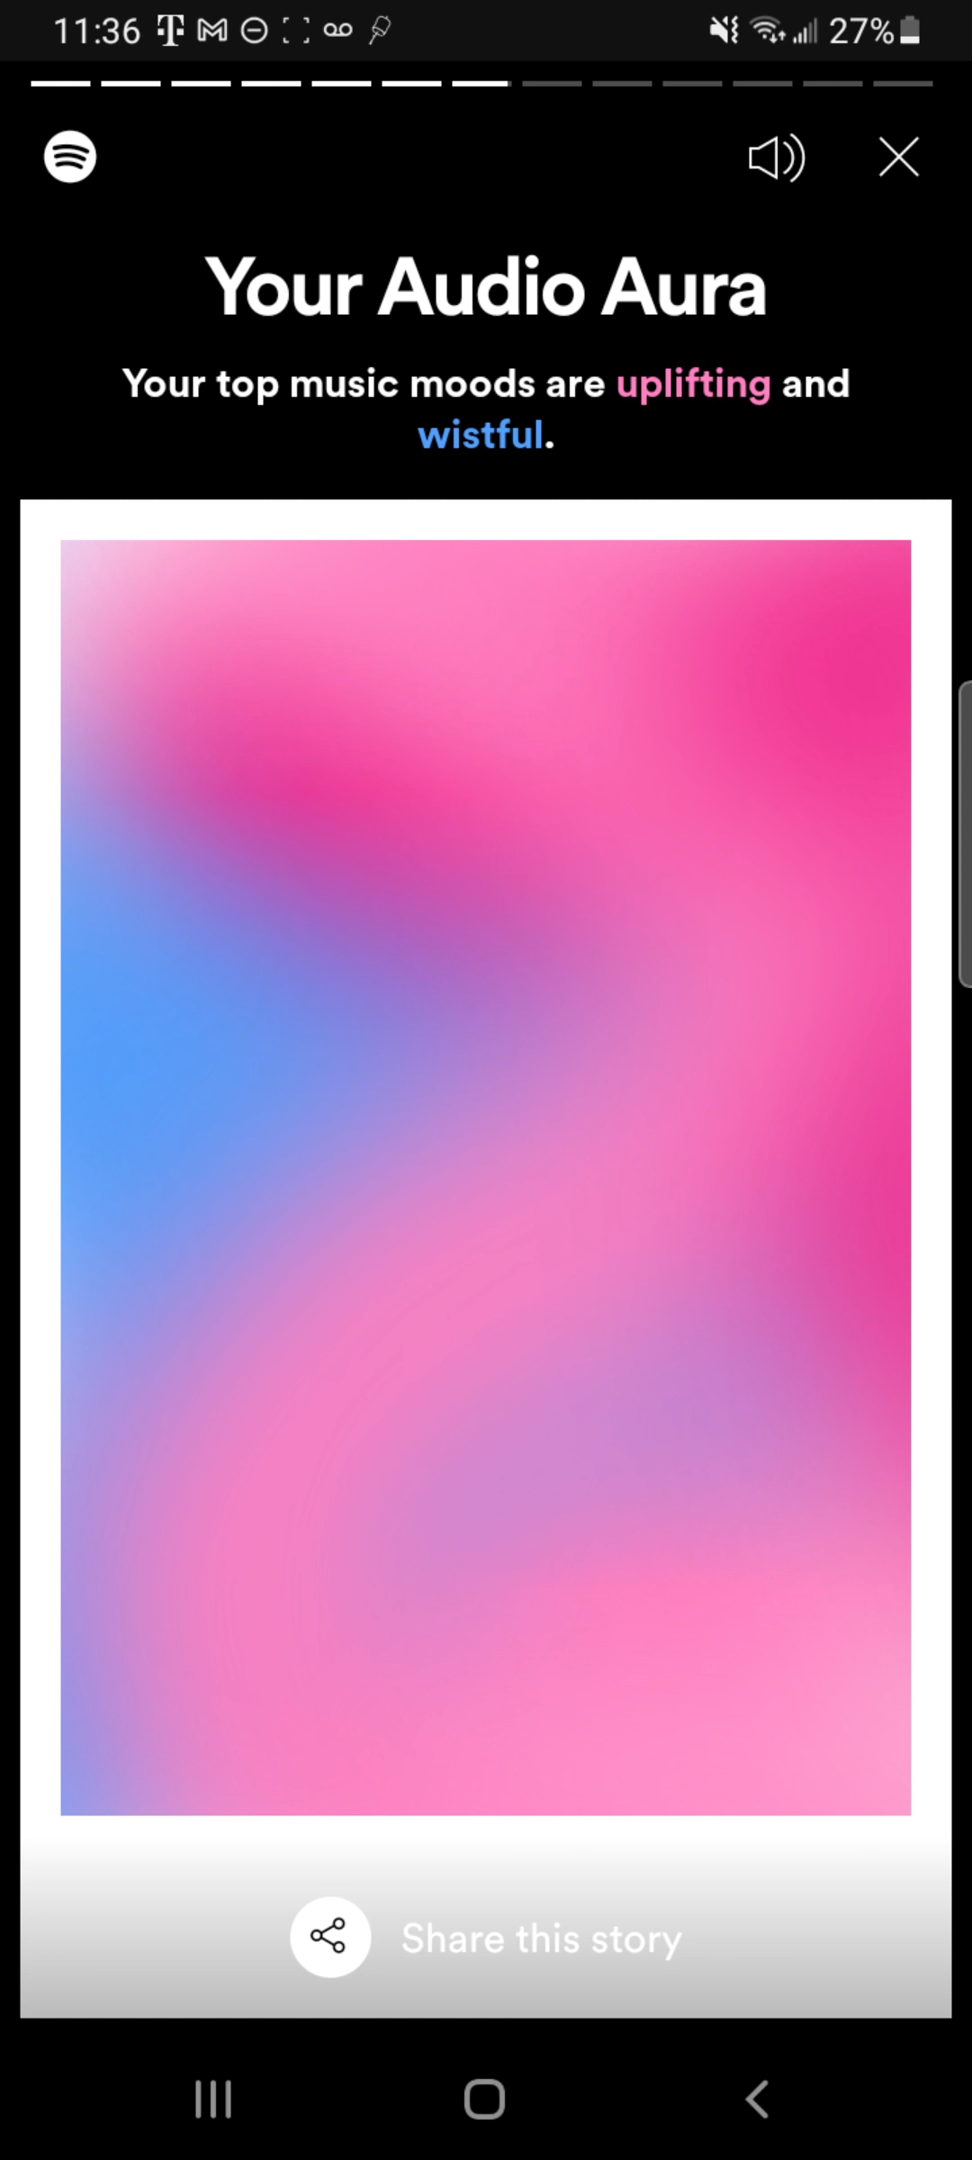 11:36 27%
Your Audio Aura
Your top music moods are uplifting and
wistful.
Share this story